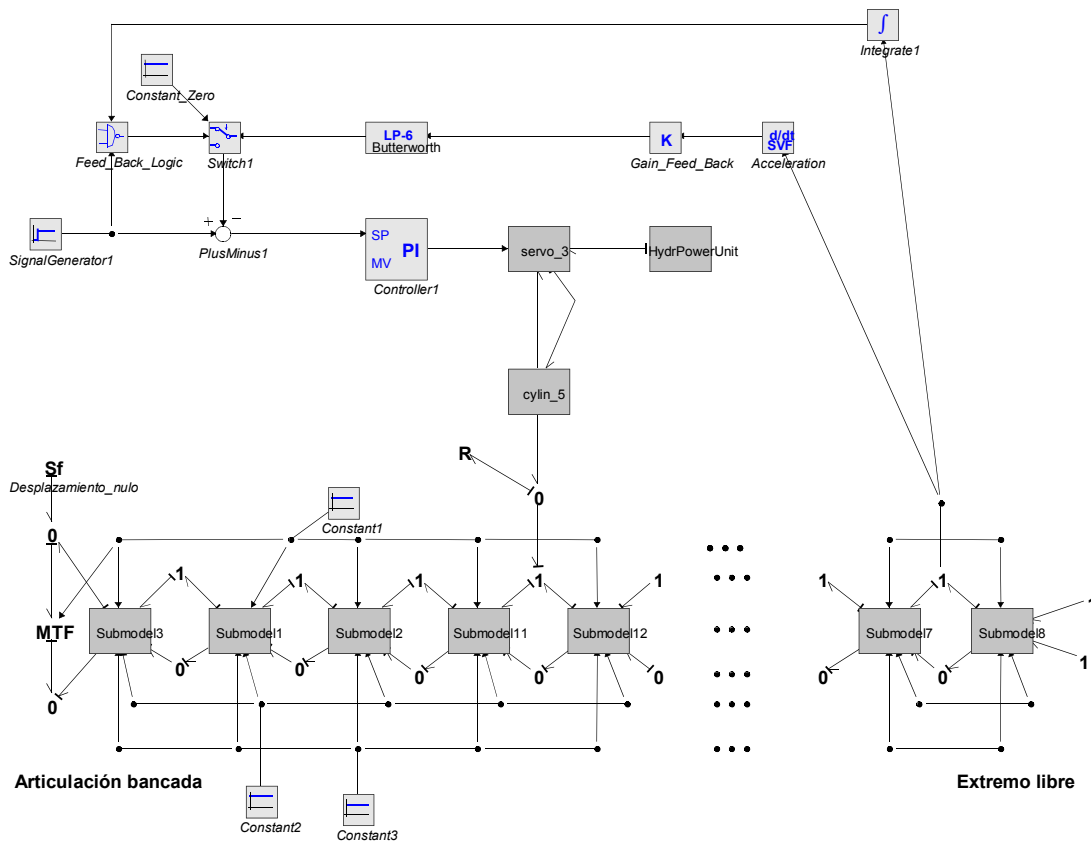 ∫
Integrate1
Constant_Zero
Feed_Back_Logic
Switch1
LP-6
Butterworth
K
Gain_Feed_Back
d/dt
SVF
Acceleration
SignalGenerator1
+
−
PlusMinus1
SP
PI
MV
Controller1
servo_3
HydrPowerUnit
cylin_5
R
0
Sf
Desplazamiento_nulo
0
Constant1
1
1
1
1
1
1
1
1
MTF
Submodel3
Submodel1
Submodel2
Submodel11
Submodel12
Submodel7
Submodel8
1
0
0
0
0
0
0
0
0
Articulación bancada
Extremo libre
Constant2
Constant3